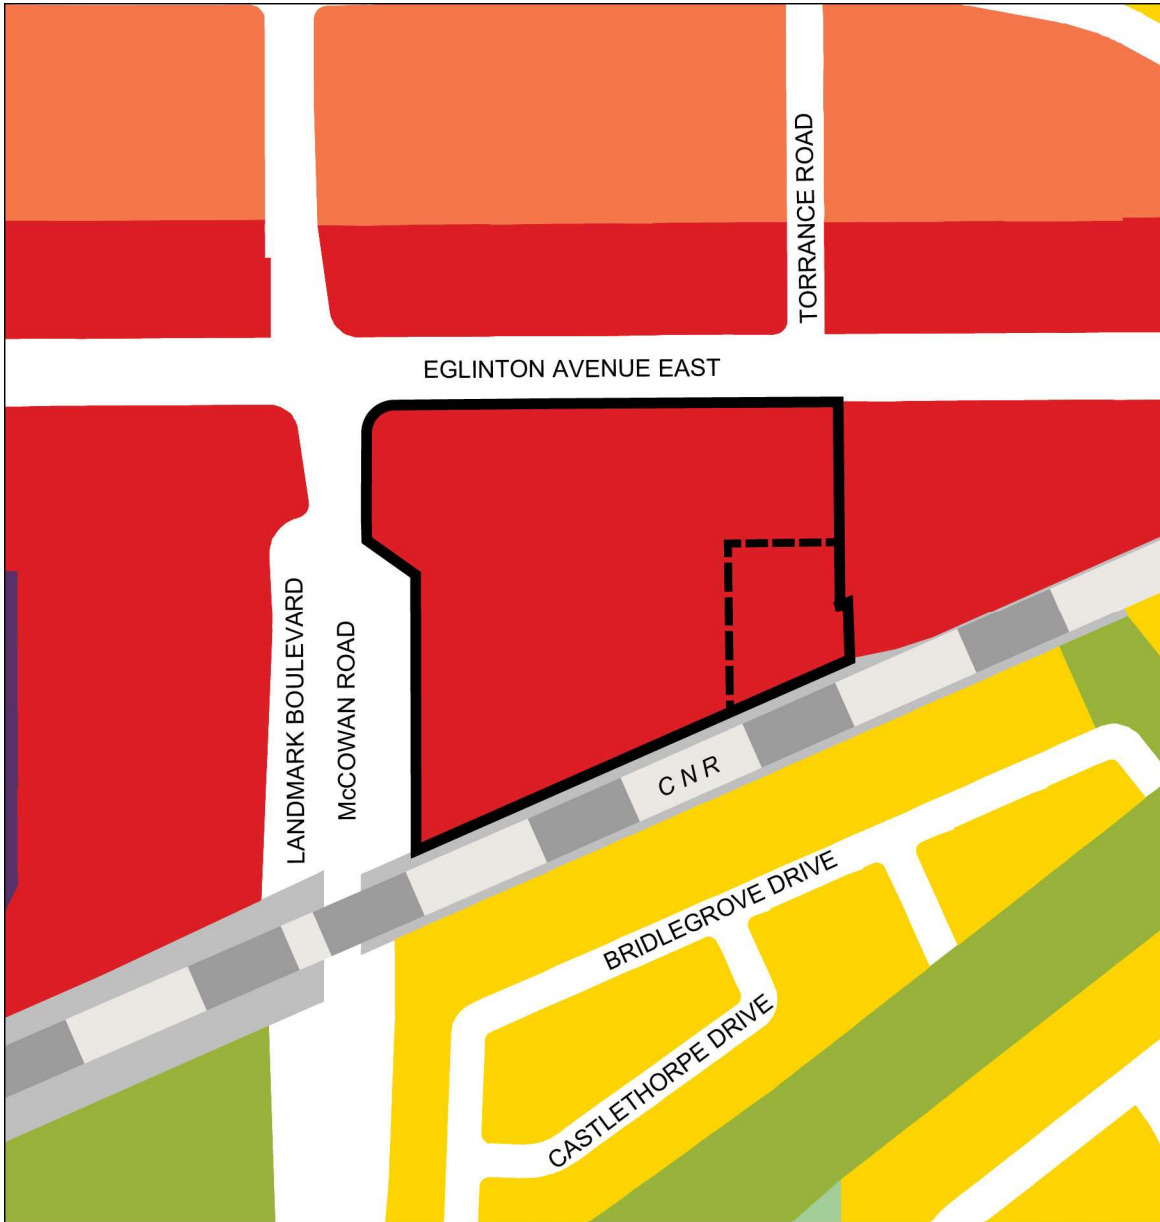 TORRANCE ROAD
EGLINTON AVENUE EAST
LANDMARK BOULEVARD
McCOWAN ROAD
CNR
BRIDLEGROVE DRIVE
CASTLETHORPE DRIVE